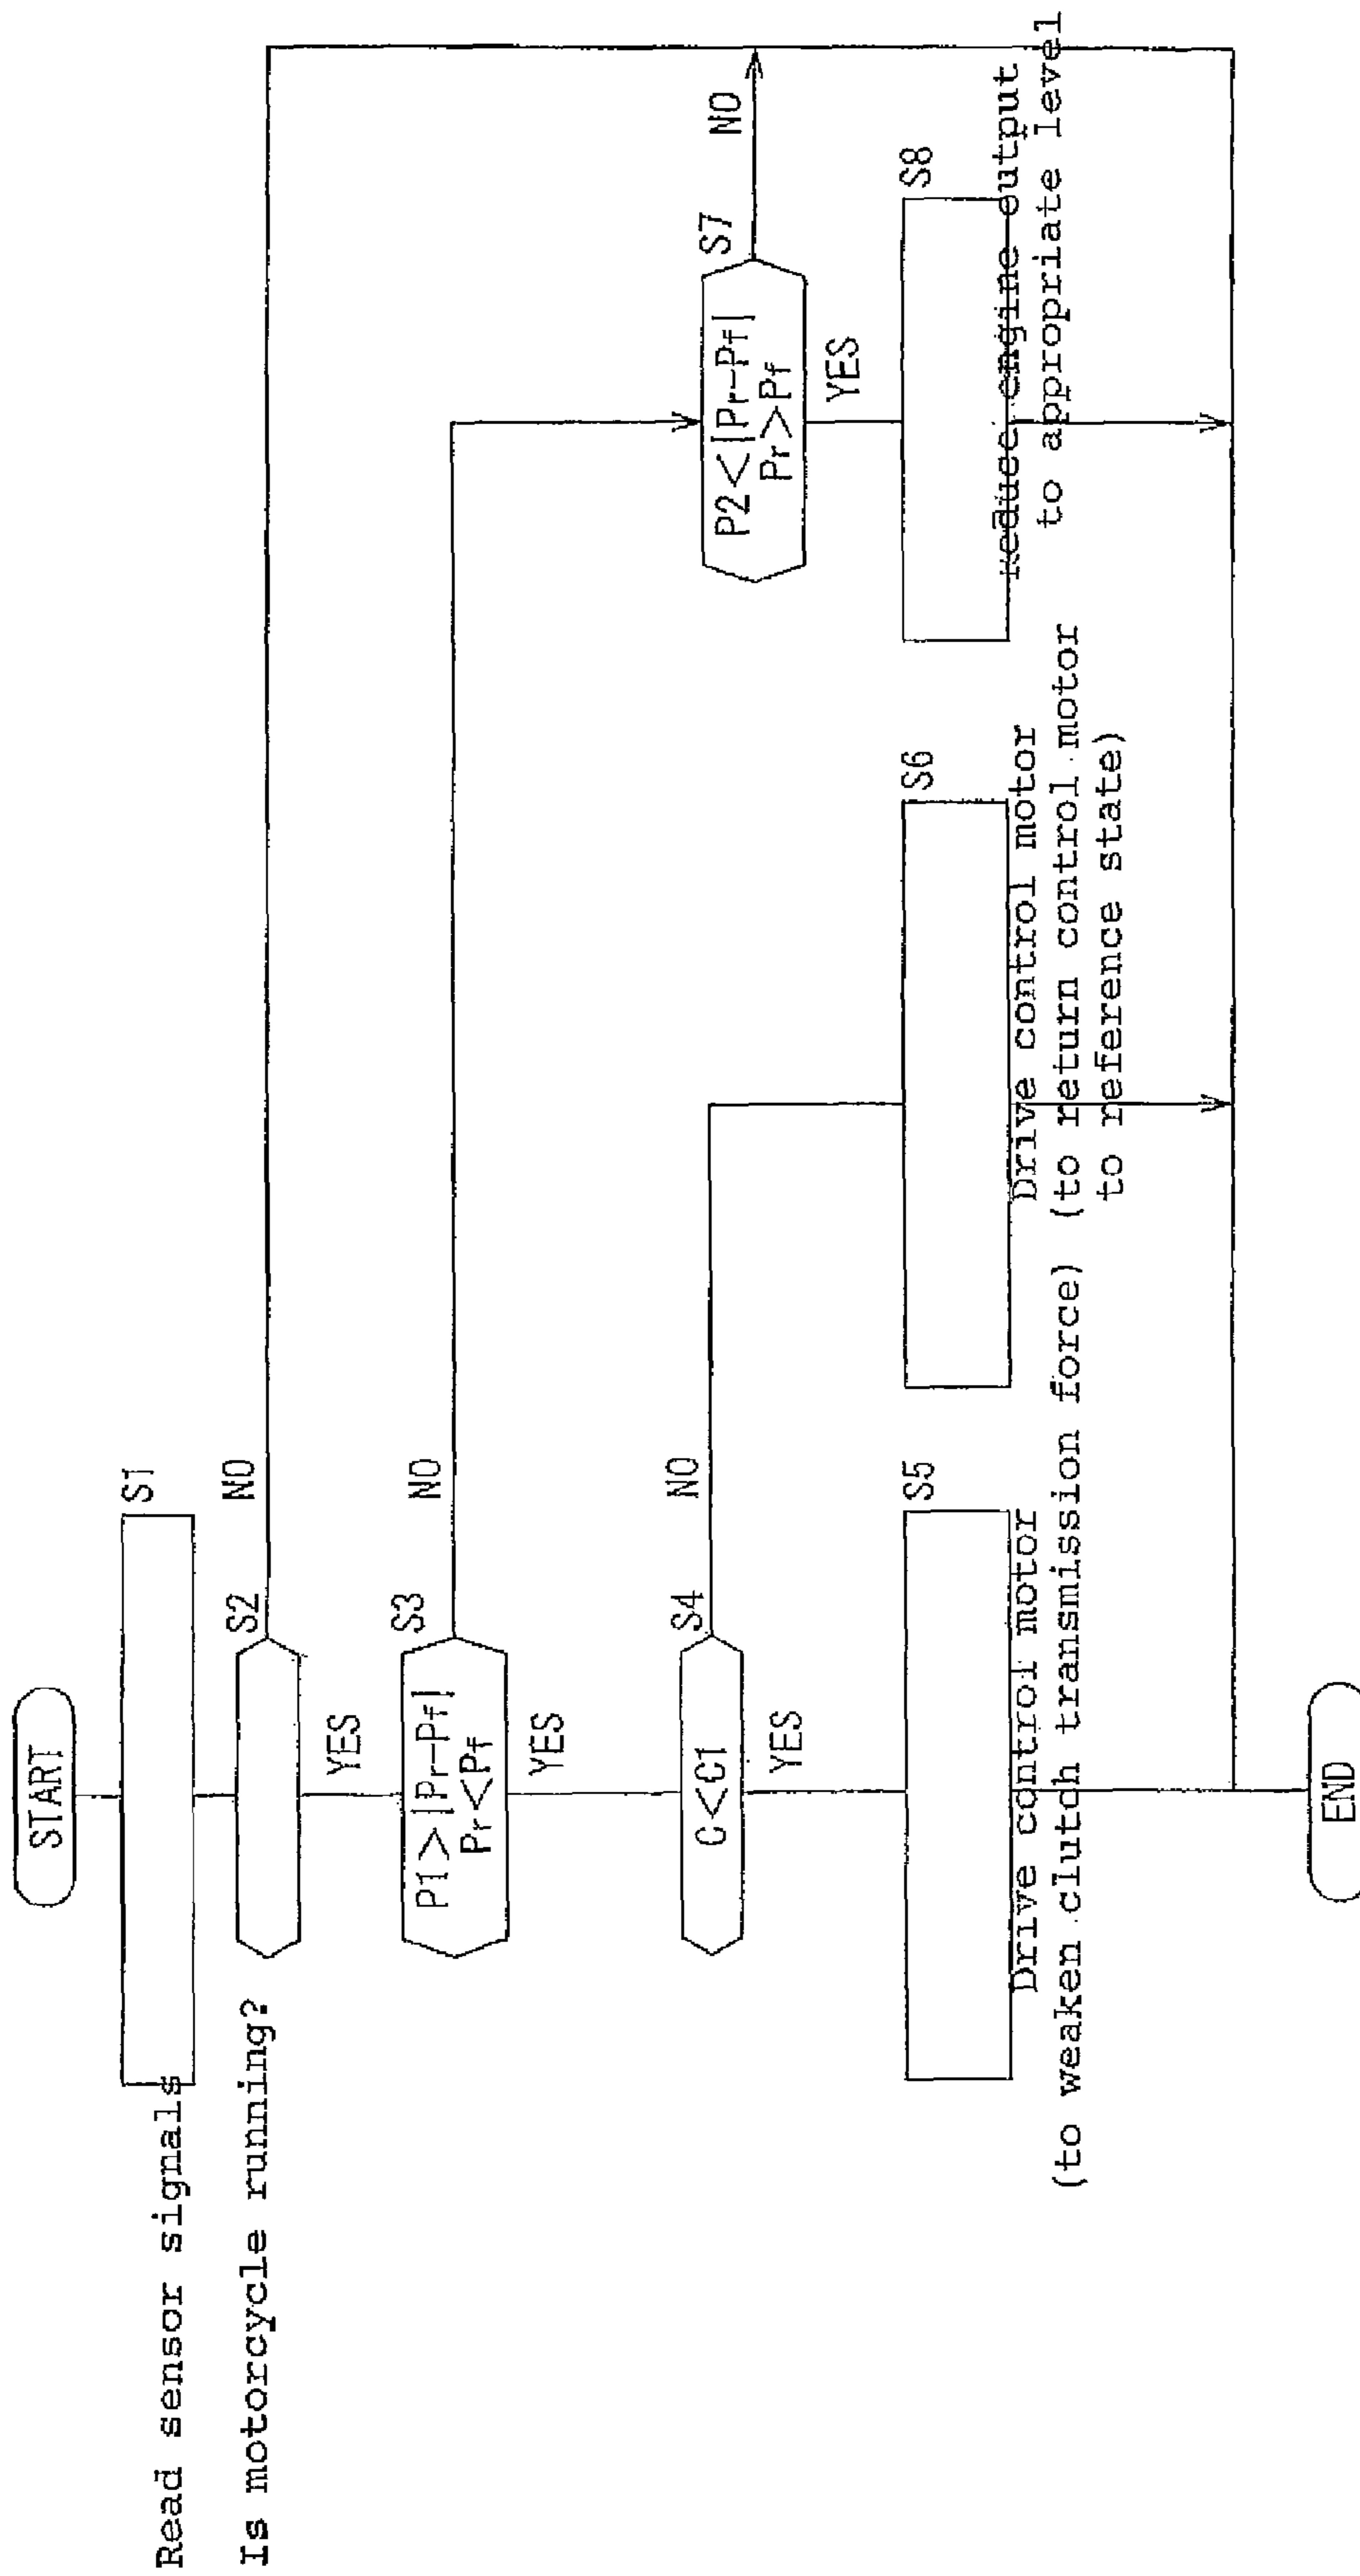 START
S1
Read sensor signals
S2
Is motorcycle running?
NO
YES
S3
P1>|Pr-Pf|
Pr<Pf
NO
YES
S4
C<C1
NO
YES
S5
Drive control motor
(to weaken clutch transmission force)
S6
Drive control motor
(to return control motor
to reference state)
S7
P2<|Pr-Pf|
Pr>Pf
NO
YES
S8
Reduce engine output
to appropriate level
END